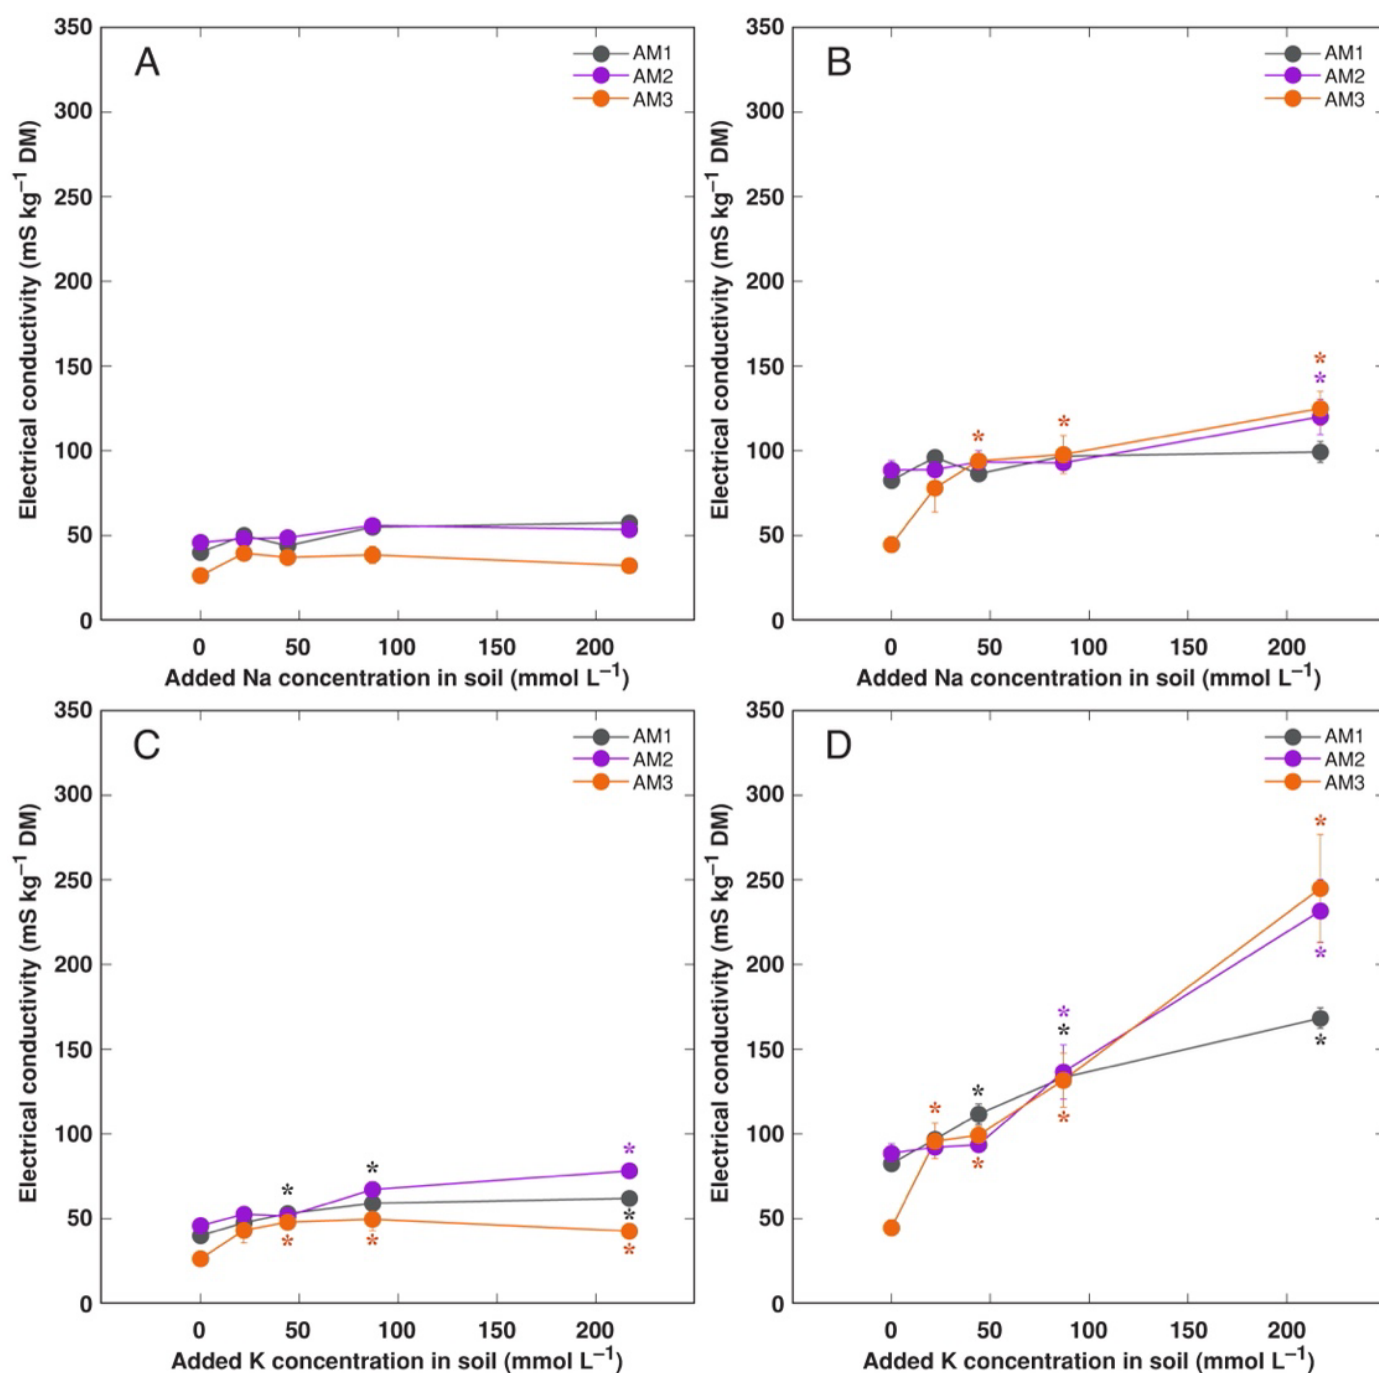 A
AM1
AM2
AM3
350
300
250
200
150
100
50
0
Electrical conductivity (mS kg⁻¹ DM)
0 50 100 150 200
Added Na concentration in soil (mmol L⁻¹)
B
AM1
AM2
AM3
350
300
250
200
150
100
50
0
Electrical conductivity (mS kg⁻¹ DM)
*
*
*
*
0 50 100 150 200
Added Na concentration in soil (mmol L⁻¹)
C
AM1
AM2
AM3
350
300
250
200
150
100
50
0
Electrical conductivity (mS kg⁻¹ DM)
*
*
*
*
*
*
*
0 50 100 150 200
Added K concentration in soil (mmol L⁻¹)
D
AM1
AM2
AM3
350
300
250
200
150
100
50
0
Electrical conductivity (mS kg⁻¹ DM)
*
*
*
*
*
*
*
*
*
0 50 100 150 200
Added K concentration in soil (mmol L⁻¹)